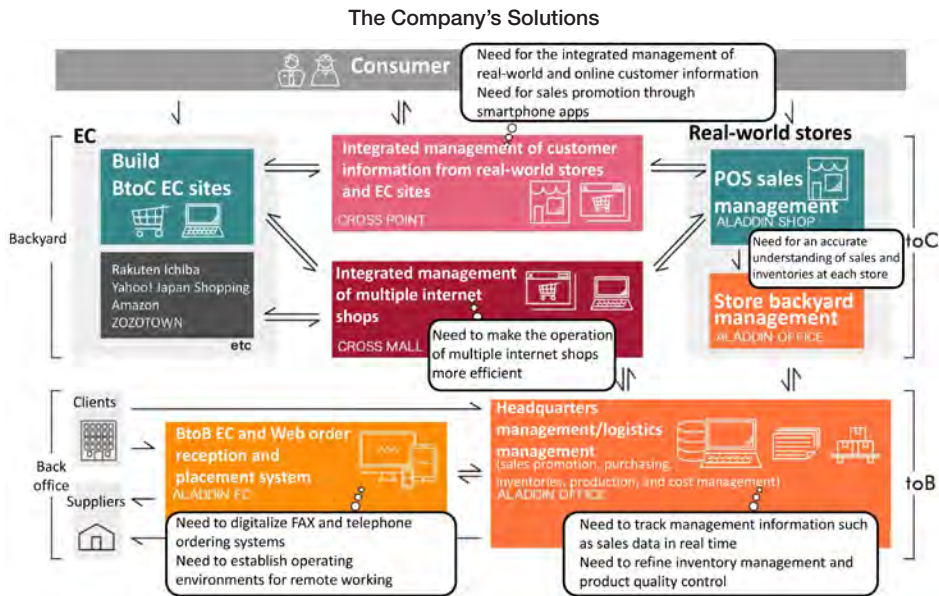 The Company's Solutions
Consumer
Need for the integrated management of
real-world and online customer information
Need for sales promotion through
smartphone apps
EC
Real-world stores
Build
BtoC EC sites
Integrated management of customer
information from real-world stores
and EC sites
CROSS POINT
POS sales
management
ALADDIN SHOP
Backyard
toC
Need for an accurate
understanding of sales and
inventories at each store
Rakuten Ichiba
Yahoo! Japan Shopping
Amazon
ZOZOTOWN
etc
Integrated management
of multiple internet
shops
CROSS MALL
Store backyard
management
ALADDIN OFFICE
Need to make the operation
of multiple internet shops
more efficient
Clients
Back
office
Suppliers
BtoB EC and Web order
reception and
placement system
ALADDIN EC
Headquarters
management/logistics
management
(sales promotion, purchasing,
inventories, production, and cost management)
ALADDIN OFFICE
toB
Need to digitalize FAX and telephone
ordering systems
Need to establish operating
environments for remote working
Need to track management information such
as sales data in real time
Need to refine inventory management and
product quality control